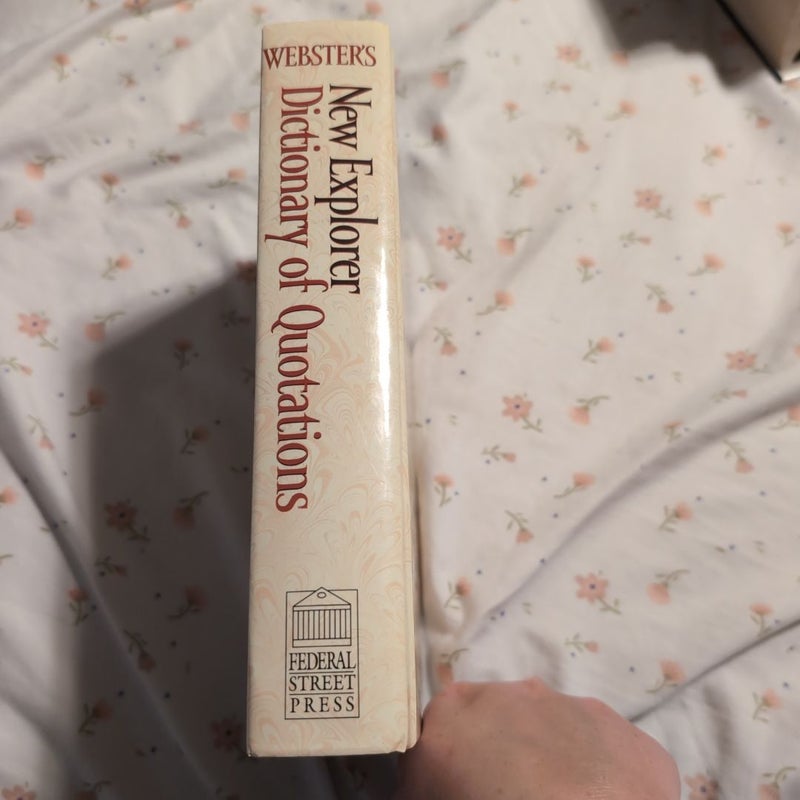 WEBSTER'S
New Explorer
Dictionary of Quotations
FEDERAL
STREET
PRESS